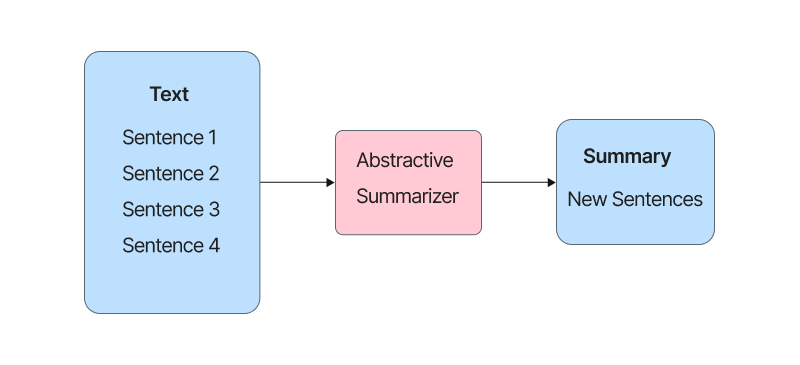 Text
Sentence 1
Sentence 2
Sentence 3
Sentence 4
Abstractive
Summarizer
Summary
New Sentences